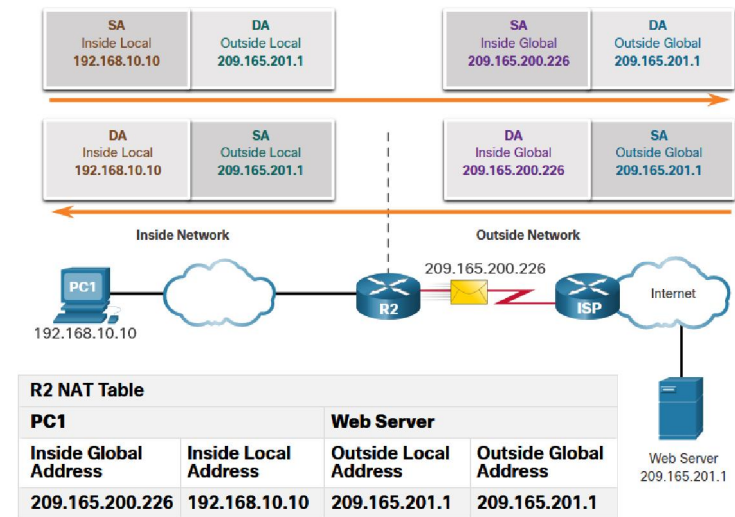 SA
Inside Local
192.168.10.10
DA
Outside Local
209.165.201.1
SA
Inside Global
209.165.200.226
DA
Outside Global
209.165.201.1
DA
Inside Local
192.168.10.10
SA
Outside Local
209.165.201.1
DA
Inside Global
209.165.200.226
SA
Outside Global
209.165.201.1
Inside Network
Outside Network
209.165.200.226
PC1
R2
ISP
Internet
192.168.10.10
Web Server
209.165.201.1
R2 NAT Table
PC1
Web Server
Inside Global
Address
Inside Local
Address
Outside Local
Address
Outside Global
Address
209.165.200.226
192.168.10.10
209.165.201.1
209.165.201.1